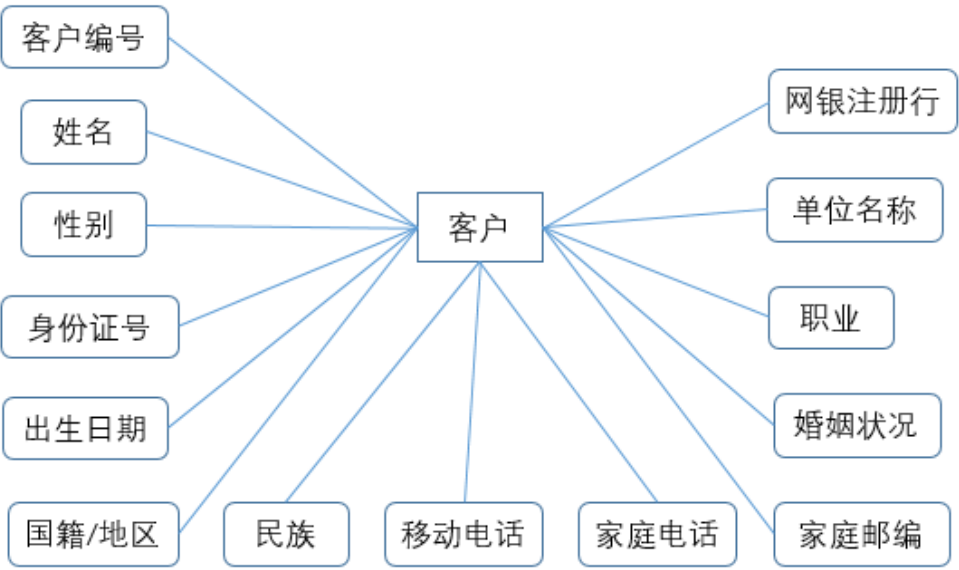 客户编号
姓名
性别
身份证号
出生日期
国籍/地区
民族
移动电话
家庭电话
家庭邮编
婚姻状况
职业
单位名称
网银注册行
客户